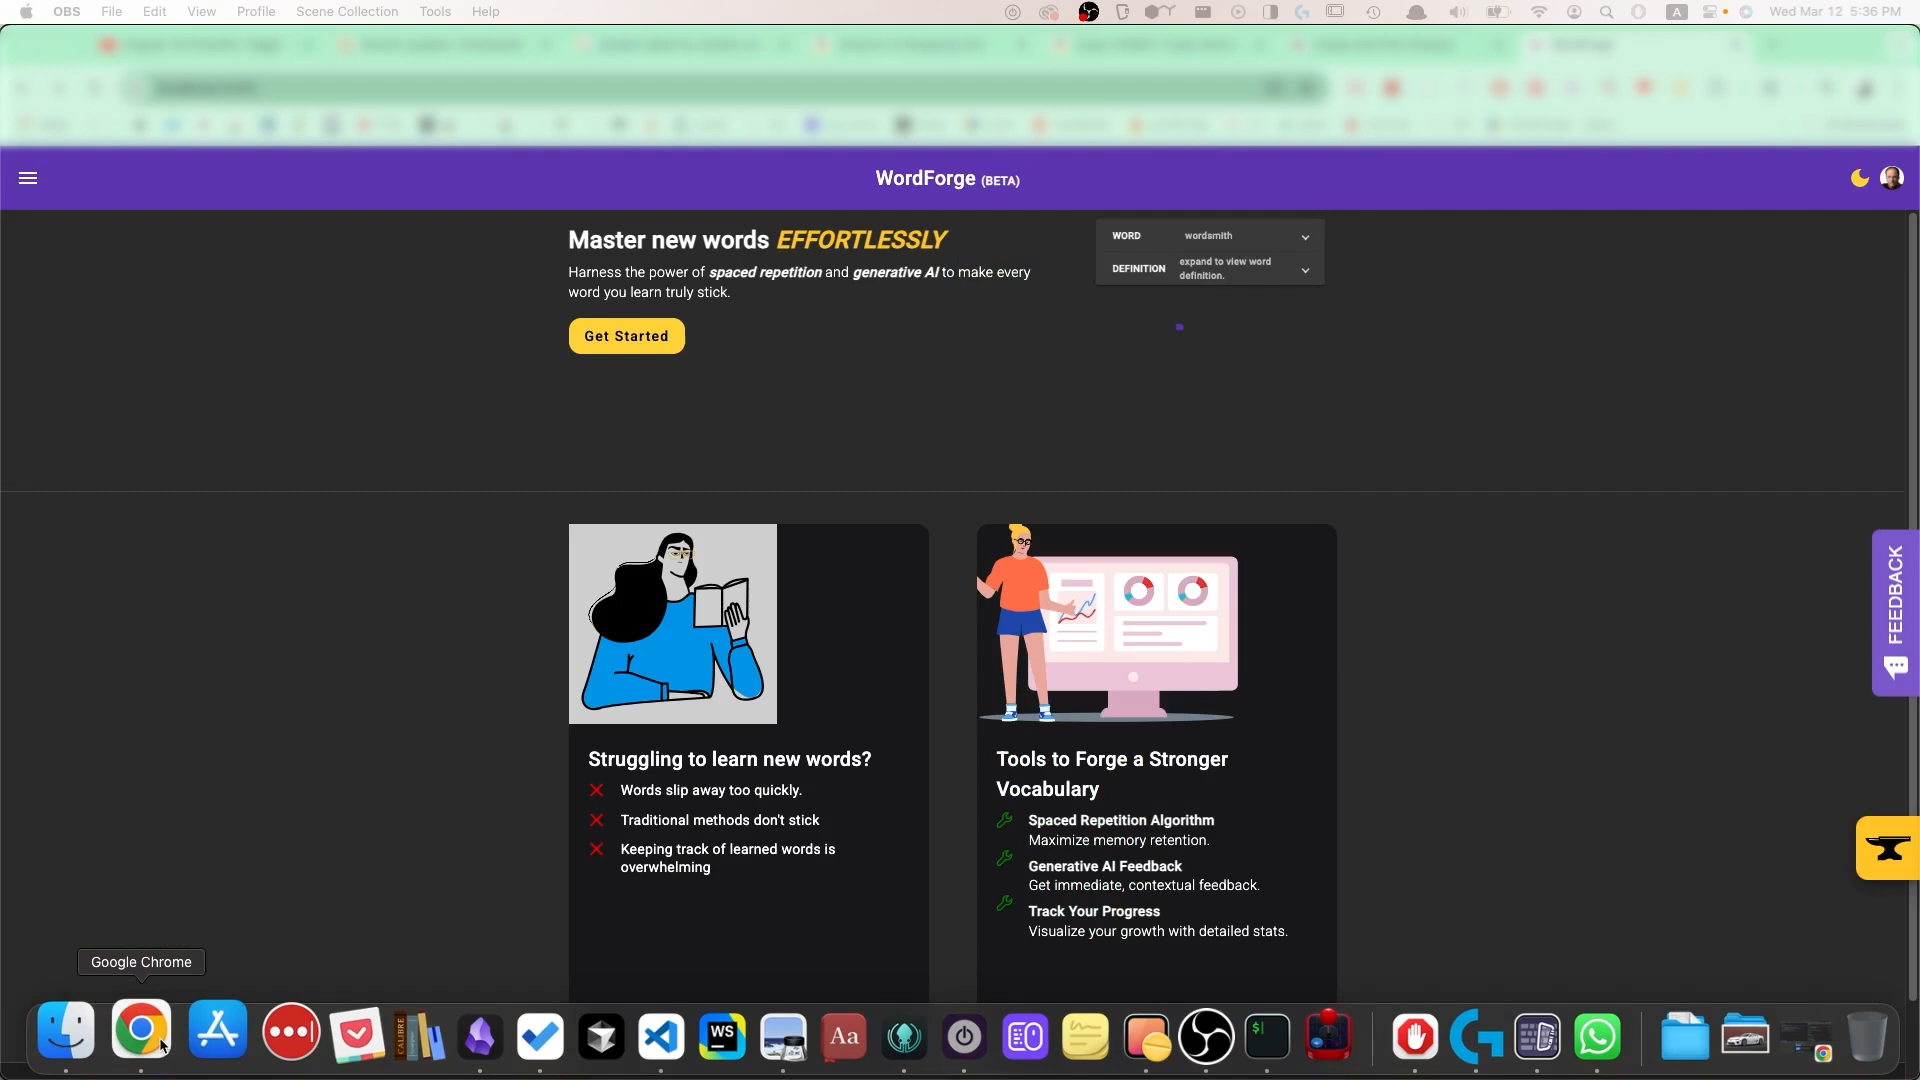 OBS File Edit View Profile Scene Collection Tools Help A Wed Mar 12 5:36 PM
WordForge (BETA)
Master new words EFFORTLESSLY
Harness the power of spaced repetition and generative AI to make every
word you learn truly stick.
Get Started
WORD wordsmith
DEFINITION expand to view word
definition.
FEEDBACK
Struggling to learn new words?
Words slip away too quickly.
Traditional methods don't stick
Keeping track of learned words is
overwhelming
Tools to Forge a Stronger
Vocabulary
Spaced Repetition Algorithm
Maximize memory retention.
Generative AI Feedback
Get immediate, contextual feedback.
Track Your Progress
Visualize your growth with detailed stats.
Google Chrome
CALIBRE
WS
Aa
$